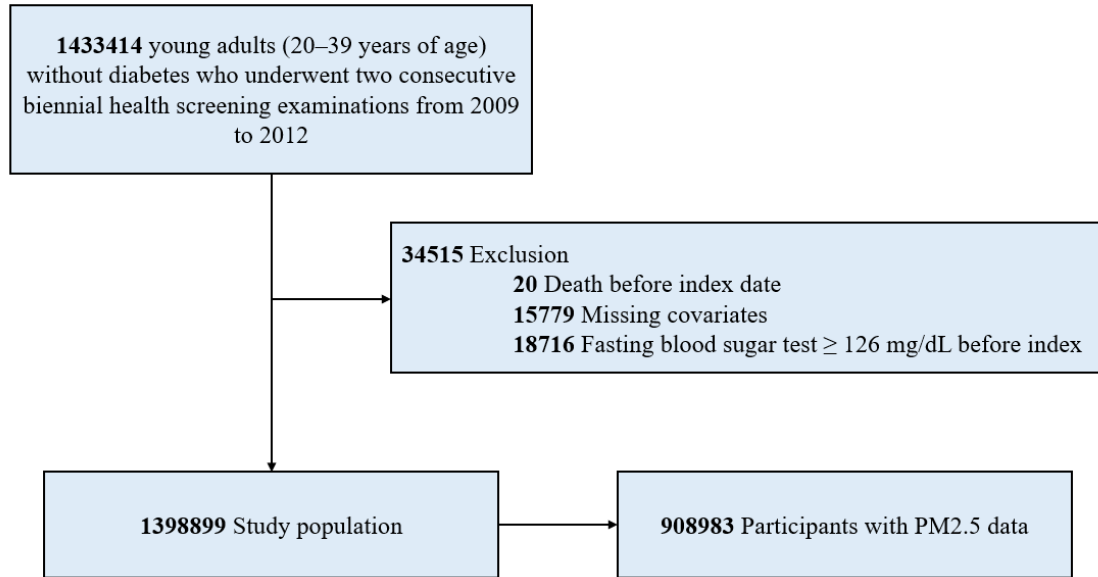 1433414 young adults (20–39 years of age)
without diabetes who underwent two consecutive
biennial health screening examinations from 2009
to 2012
34515 Exclusion
20 Death before index date
15779 Missing covariates
18716 Fasting blood sugar test ≥ 126 mg/dL before index
1398899 Study population
908983 Participants with PM2.5 data